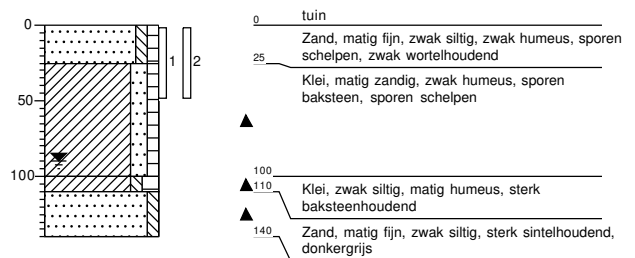 0
50
100
1
2
0
tuin
Zand, matig fijn, zwak siltig, zwak humeus, sporen
schelpen, zwak wortelhoudend
25
Klei, matig zandig, zwak humeus, sporen
baksteen, sporen schelpen
100
110
Klei, zwak siltig, matig humeus, sterk
baksteenhoudend
140
Zand, matig fijn, zwak siltig, sterk sintelhoudend,
donkergrijs